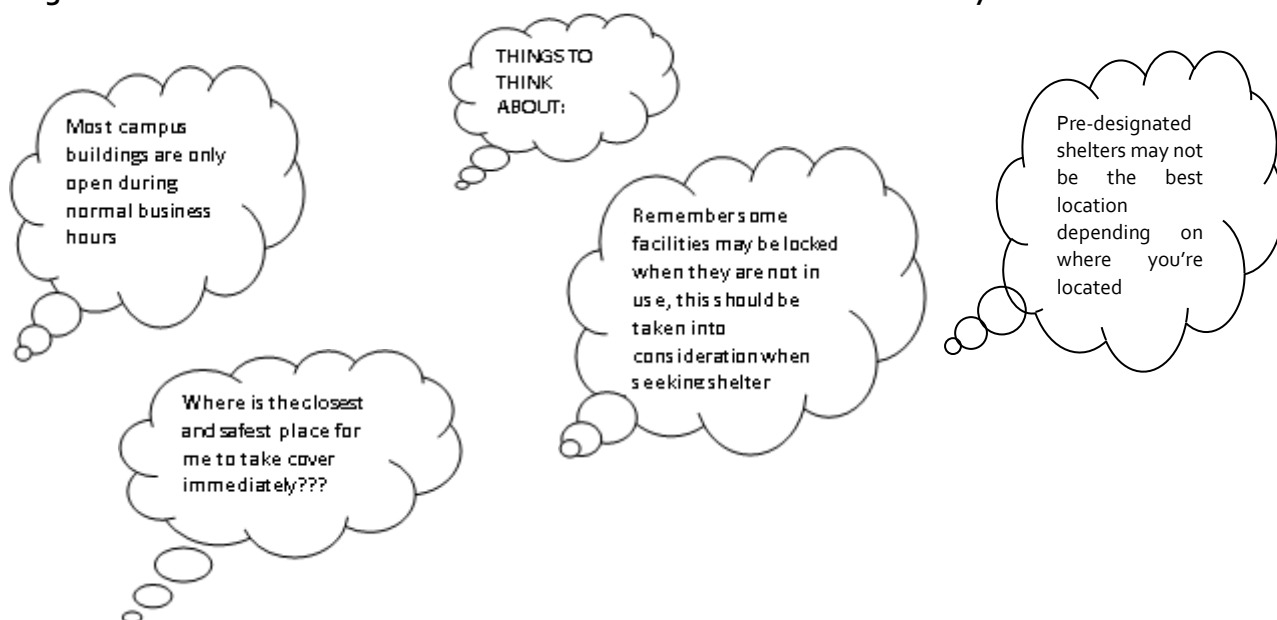 THINGS TO
THINK
ABOUT:
Most campus
buildings are only
open during
normal business
hours
Pre-designated
shelters may not
be the best
location
depending on
where you're
located
Remember some
facilities may be locked
when they are not in
use, this should be
taken into
consideration when
seeking shelter
Where is the closest
and safest place for
me to take cover
immediately???